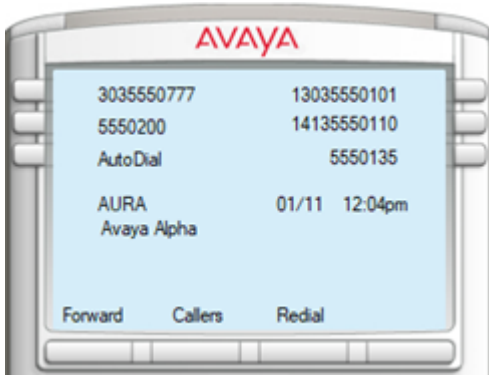 AVAYA
3035550777 13035550101
5550200 14135550110
AutoDial 5550135
AURA 01/11 12:04pm
Avaya Alpha
Forward Callers Redial